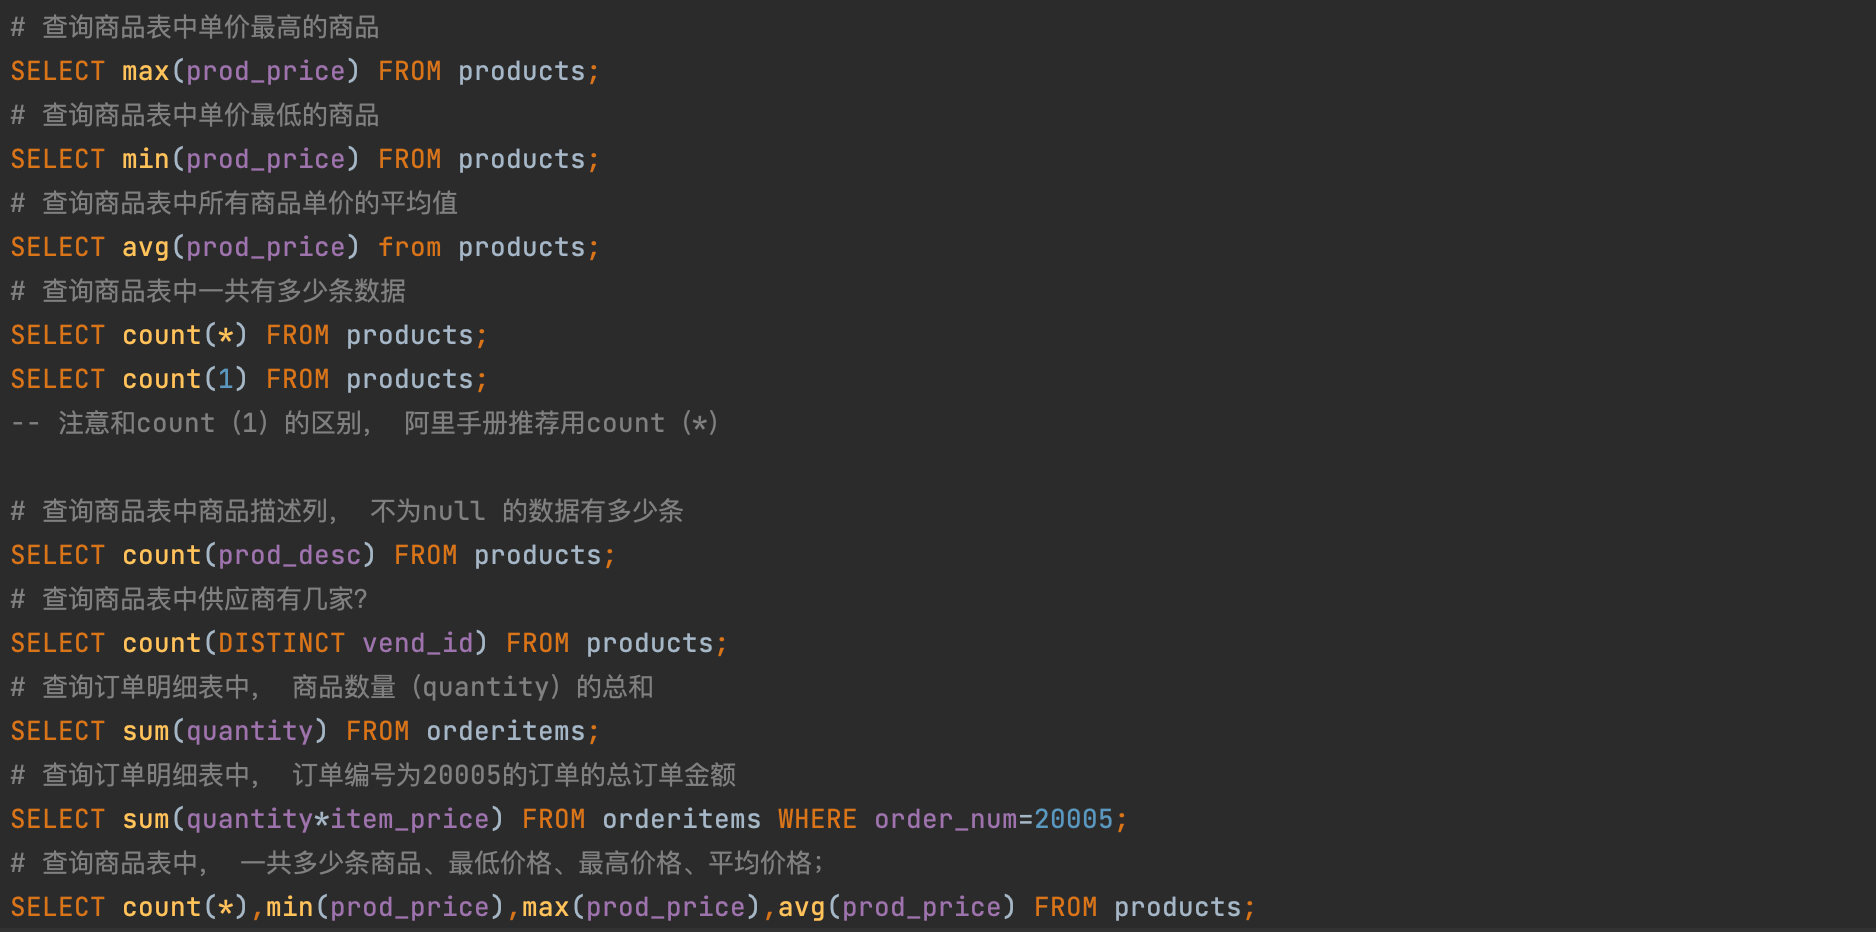 # 查询商品表中单价最高的商品
SELECT max(prod_price) FROM products;
# 查询商品表中单价最低的商品
SELECT min(prod_price) FROM products;
# 查询商品表中所有商品单价的平均值
SELECT avg(prod_price) from products;
# 查询商品表中一共有多少条数据
SELECT count(*) FROM products;
SELECT count(1) FROM products;
-- 注意和count（1）的区别， 阿里手册推荐用count（*）
# 查询商品表中商品描述列， 不为null 的数据有多少条
SELECT count(prod_desc) FROM products;
# 查询商品表中供应商有几家？
SELECT count(DISTINCT vend_id) FROM products;
# 查询订单明细表中， 商品数量（quantity）的总和
SELECT sum(quantity) FROM orderitems;
# 查询订单明细表中， 订单编号为20005的订单的总订单金额
SELECT sum(quantity*item_price) FROM orderitems WHERE order_num=20005;
# 查询商品表中， 一共多少条商品、最低价格、最高价格、平均价格；
SELECT count(*),min(prod_price),max(prod_price),avg(prod_price) FROM products;